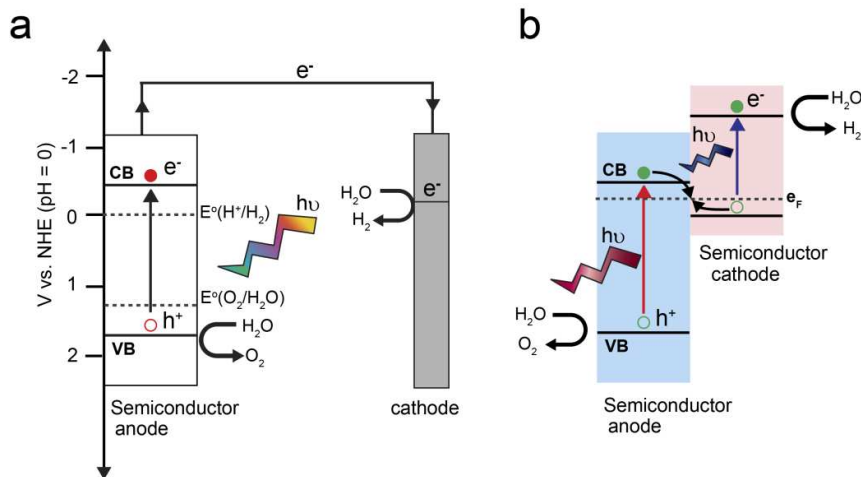 a
V vs. NHE (pH = 0)
-2
-1
0
1
2
e-
CB
e-
E°(H+/H2)
hυ
E°(O2/H2O)
h+
H2O
O2
VB
Semiconductor
anode
H2O
e-
H2
cathode
b
e-
H2O
H2
hυ
CB
eF
hυ
Semiconductor
cathode
H2O
h+
O2
VB
Semiconductor
anode